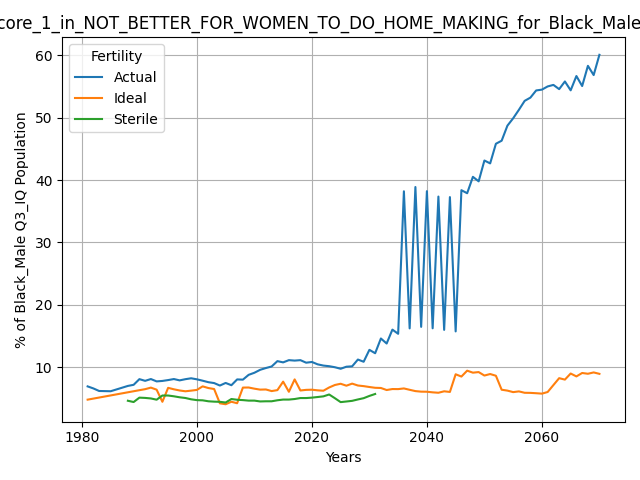 core_1_in_NOT_BETTER_FOR_WOMEN_TO_DO_HOME_MAKING_for_Black_Male
60
50
40
30
20
10
% of Black_Male Q3_IQ Population
Fertility
Actual
Ideal
Sterile
1980 2000 2020 2040 2060
Years